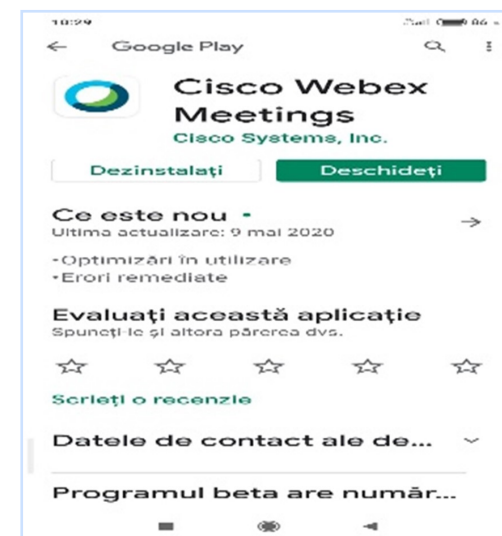 10:29
Google Play
Cisco Webex
Meetings
Cisco Systems, Inc.
Dezinstalați
Deschideți
Ce este nou •
Ultima actualizare: 9 mai 2020
•Optimizări în utilizare
•Erori remediate
Evaluați această aplicație
Spuneți-le și altora părerea dvs.
Scrieți o recenzie
Datele de contact ale de...
Programul beta are număr...